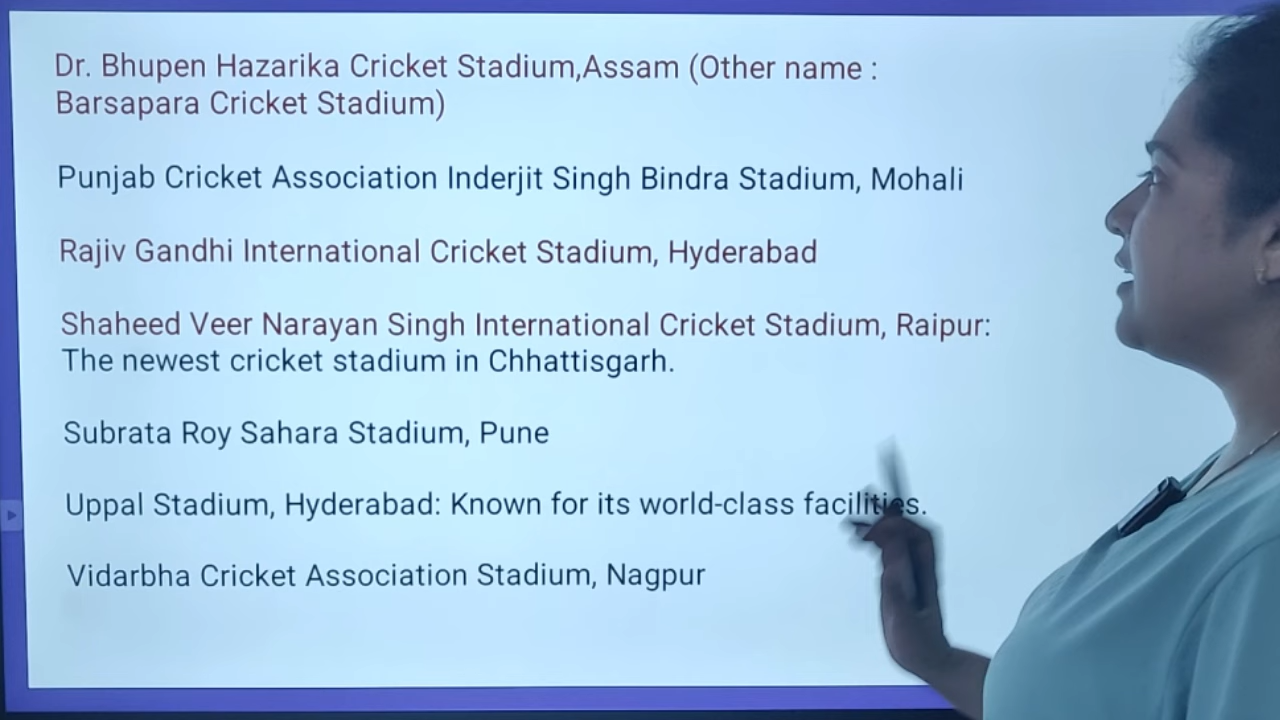 Dr. Bhupen Hazarika Cricket Stadium,Assam (Other name :
Barsapara Cricket Stadium)
Punjab Cricket Association Inderjit Singh Bindra Stadium, Mohali
Rajiv Gandhi International Cricket Stadium, Hyderabad
Shaheed Veer Narayan Singh International Cricket Stadium, Raipur:
The newest cricket stadium in Chhattisgarh.
Subrata Roy Sahara Stadium, Pune
Uppal Stadium, Hyderabad: Known for its world-class facilities.
Vidarbha Cricket Association Stadium, Nagpur